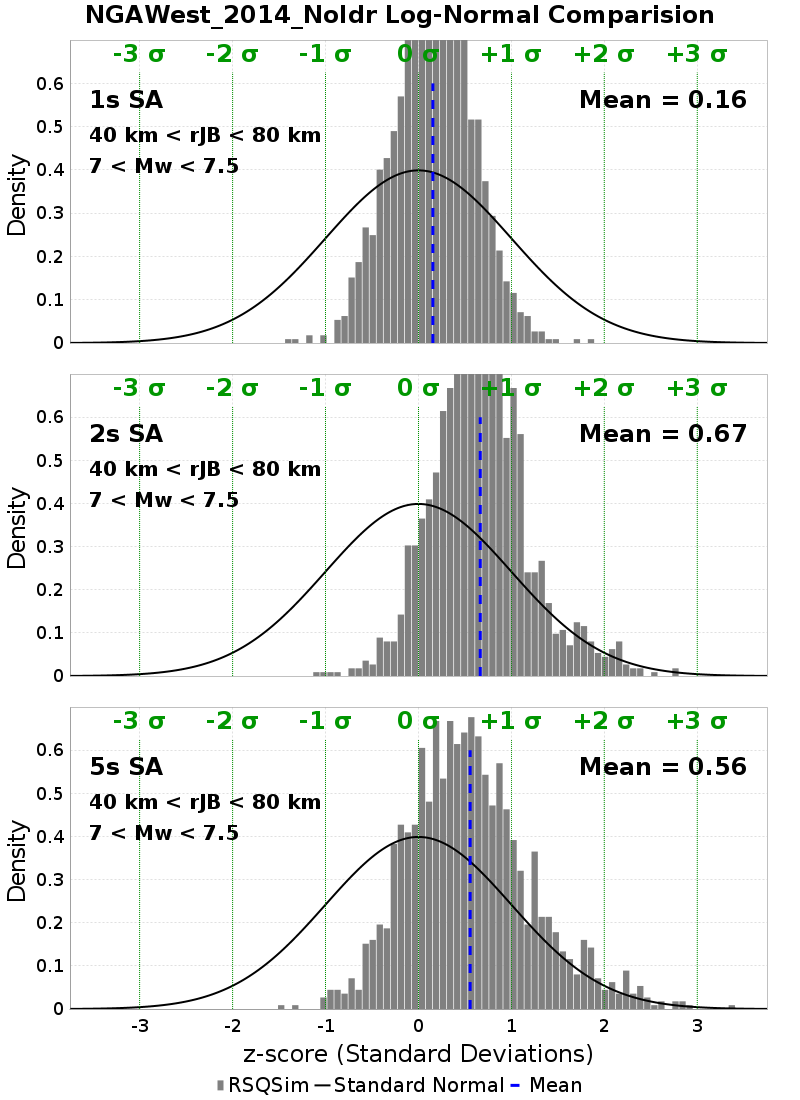 NGAWest_2014_NoIdr Log-Normal Comparision
-3 σ -2 σ -1 σ 0 σ +1 σ +2 σ +3 σ
1s SA Mean = 0.16
40 km < rJB < 80 km
7 < Mw < 7.5
0.6
0.5
0.4
0.3
0.2
0.1
0
Density
-3 σ -2 σ -1 σ 0 σ +1 σ +2 σ +3 σ
2s SA Mean = 0.67
40 km < rJB < 80 km
7 < Mw < 7.5
0.6
0.5
0.4
0.3
0.2
0.1
0
Density
-3 σ -2 σ -1 σ 0 σ +1 σ +2 σ +3 σ
5s SA Mean = 0.56
40 km < rJB < 80 km
7 < Mw < 7.5
0.6
0.5
0.4
0.3
0.2
0.1
0
Density
-3 -2 -1 0 1 2 3
z-score (Standard Deviations)
RSQSim Standard Normal Mean